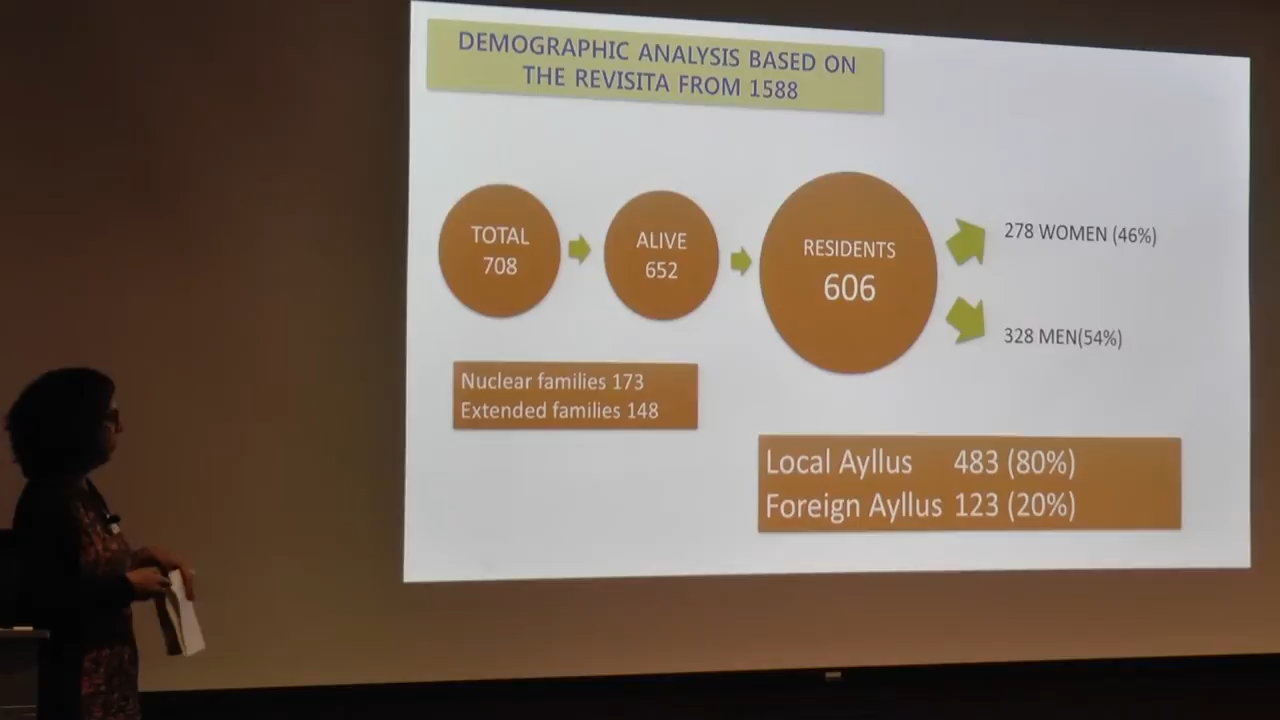 DEMOGRAPHIC ANALYSIS BASED ON
THE REVISITA FROM 1588
TOTAL
708
ALIVE
652
RESIDENTS
606
278 WOMEN (46%)
328 MEN(54%)
Nuclear families 173
Extended families 148
Local Ayllus 483 (80%)
Foreign Ayllus 123 (20%)